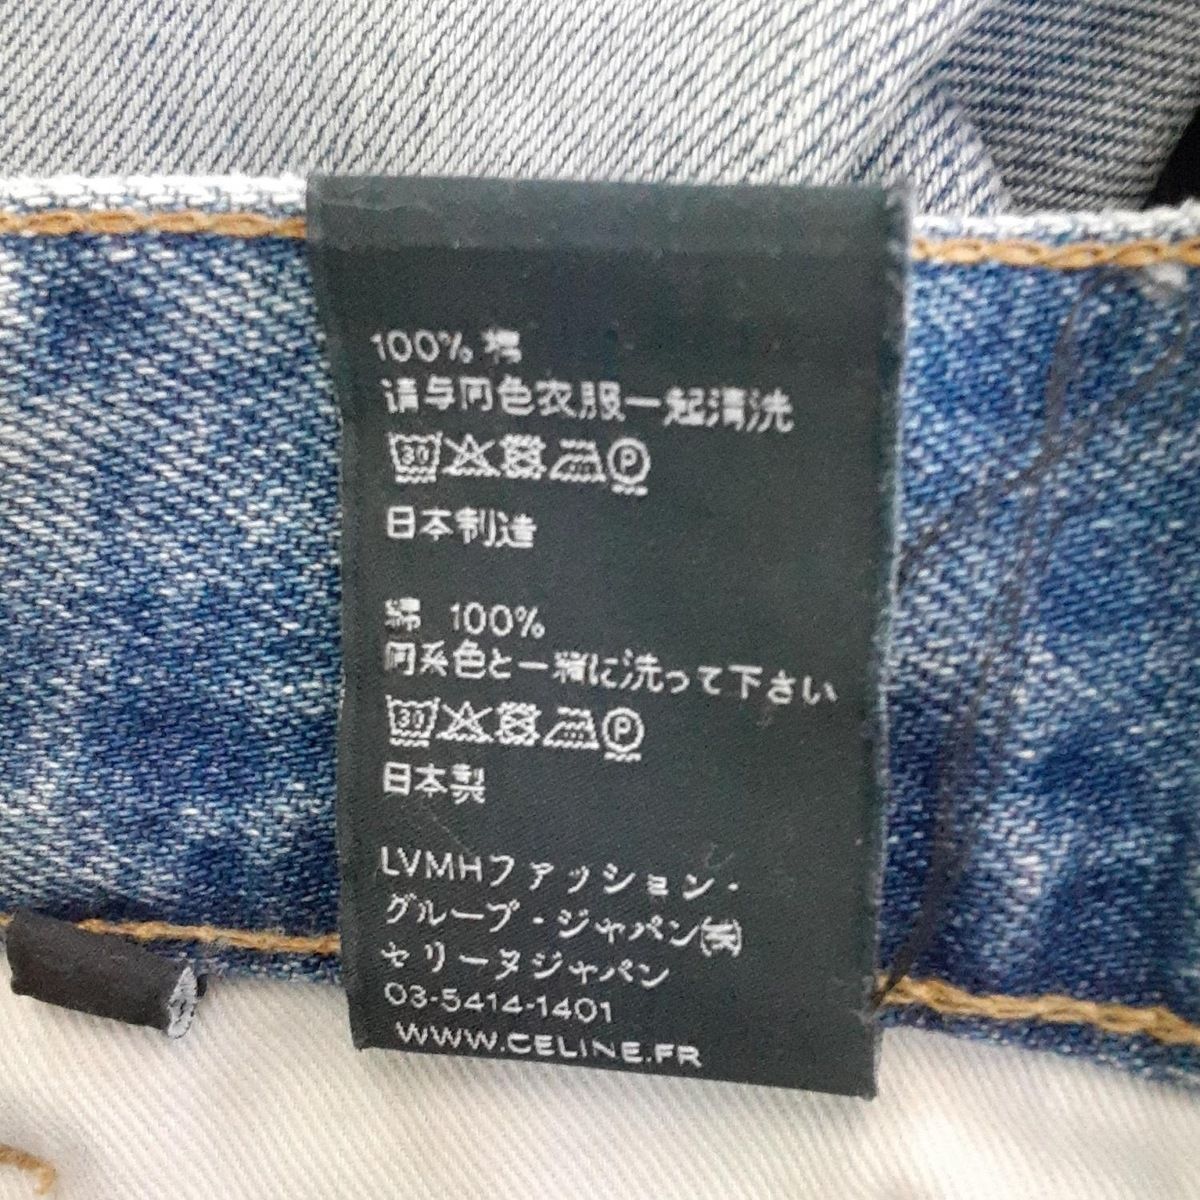 100% 棉
请与同色衣服一起清洗
30 P
日本制造
綿 100%
同系色と一緒に洗って下さい
30 P
日本製
LVMHファッション・
グループ・ジャパン㈱
セリーヌジャパン
03-5414-1401
WWW.CELINE.FR